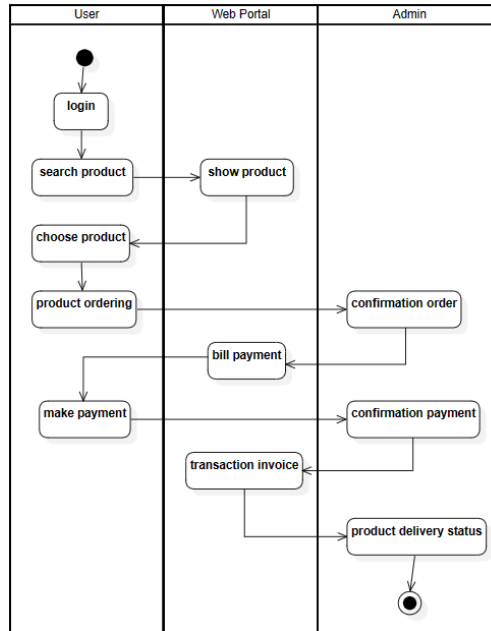 User
Web Portal
Admin
login
search product
show product
choose product
product ordering
confirmation order
bill payment
make payment
confirmation payment
transaction invoice
product delivery status